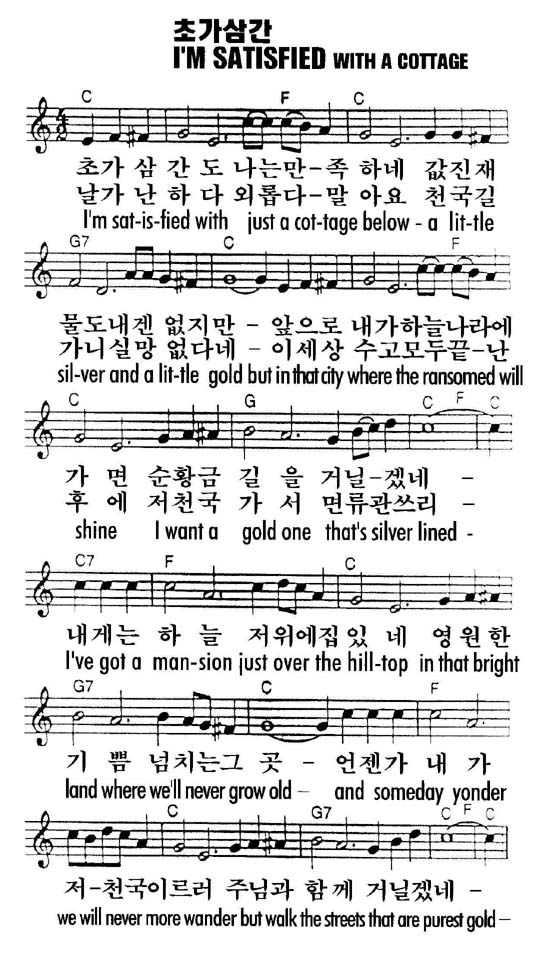 초가삼간
I'M SATISFIED WITH A COTTAGE
C F C
초가 삼 간 도 나는만-족 하네 값진재
날가 난 하 다 외롭다-말 아요 천국길
I'm sat-is-fied with just a cot-tage below - a lit-tle
G7 C F
물도내겐 없지만 - 앞으로 내가하늘나라에
가니실망 없다네 - 이세상 수고모두끝-난
sil-ver and a lit-tle gold but in that city where the ransomed will
C G C F C
가 면 순황금 길 을 거닐-겠네 -
후 에 저천국 가 서 면류관쓰리 -
shine I want a gold one that's silver lined -
C7 F C
내게는 하 늘 저위에집있 네 영원한
I've got a man-sion just over the hill-top in that bright
G7 C F
기 쁨 넘치는그 곳 - 언젠가 내 가
land where we'll never grow old - and someday yonder
C G7 C F C
저-천국이르러 주님과 함께 거닐겠네 -
we will never more wander but walk the streets that are purest gold -